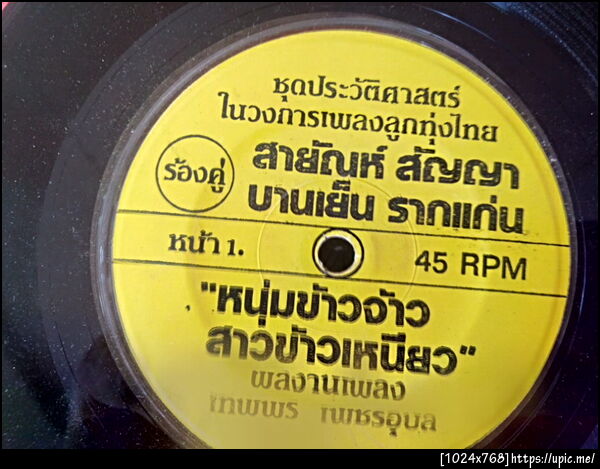 ชุดประวัติศาสตร์
ในวงการเพลงลูกทุ่งไทย
ร้องคู่
สายัณห์ สัญญา
บานเย็น รากแก่น
หน้า 1.
45 RPM
"หนุ่มข้าวจ้าว
สาวข้าวเหนียว"
ผลงานเพลง
เทพพร เพชรอุบล
[1024x768]https://upic.me/